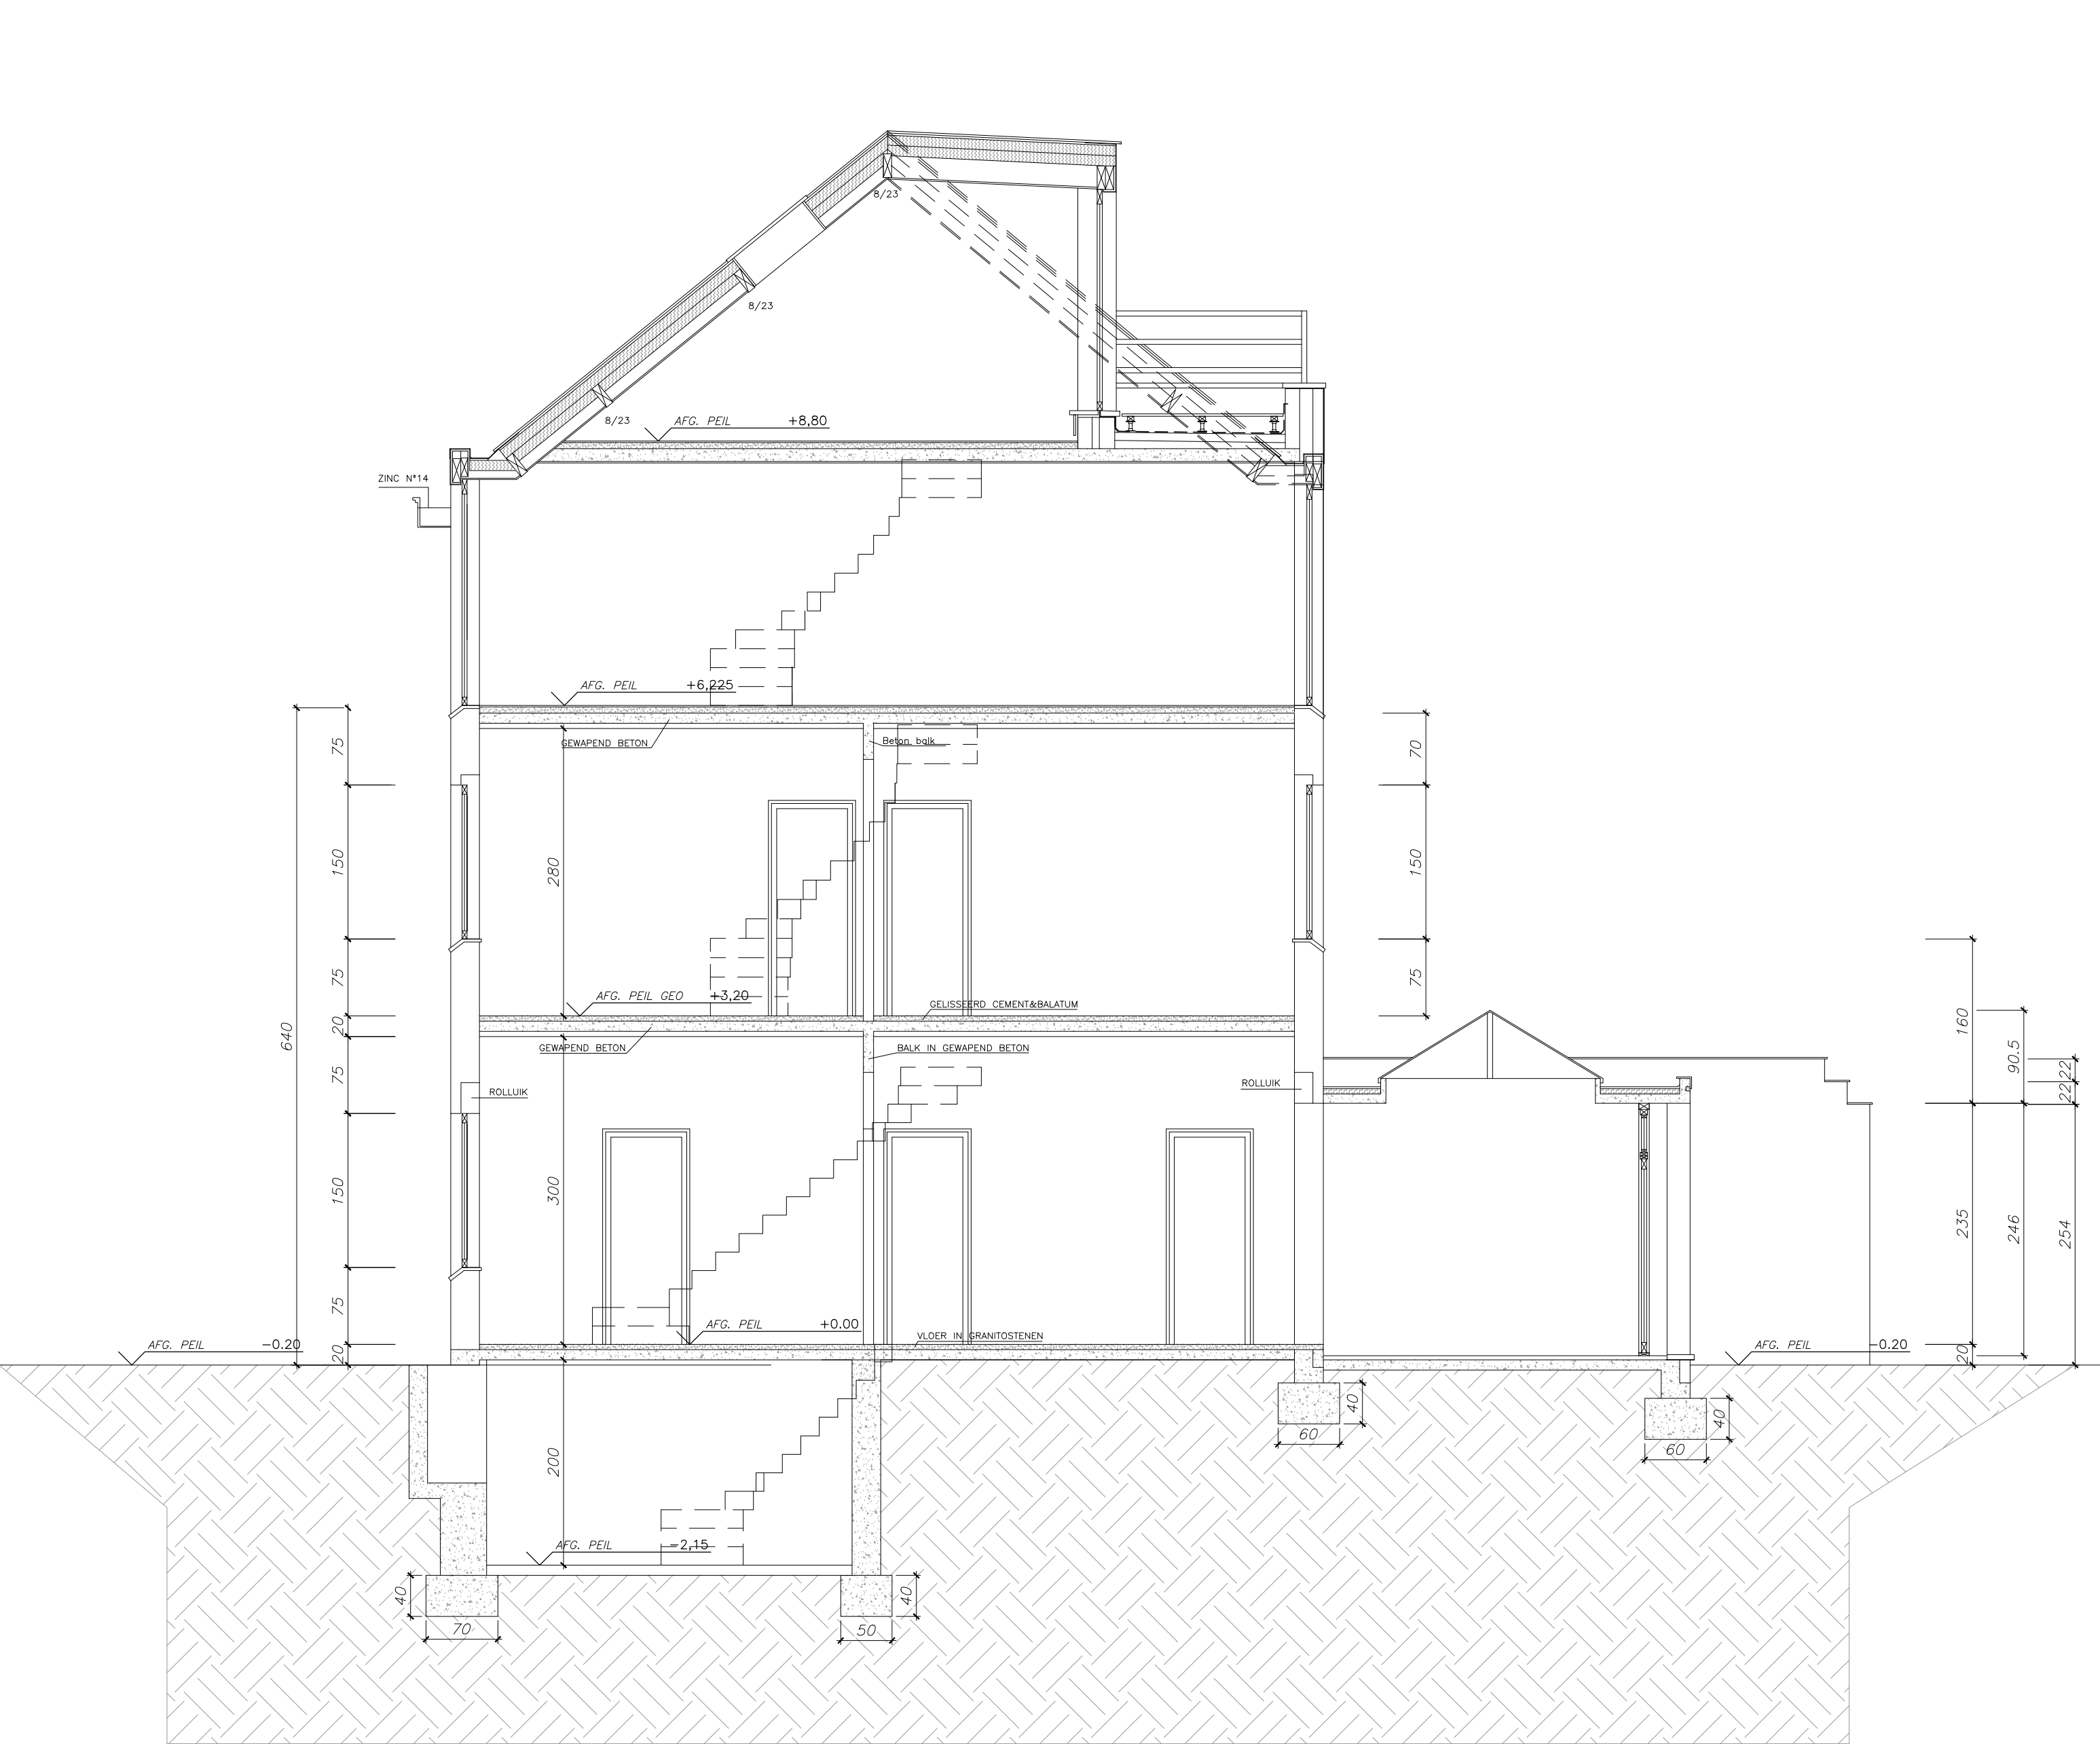 8/23
8/23
8/23
AFG. PEIL +8,80
ZINC N°14
AFG. PEIL +6,225
GEWAPEND BETON
Beton balk
75
70
280
150
150
640
75
75
AFG. PEIL GEO +3,20
GELISSEERD CEMENT&BALATUM
20
GEWAPEND BETON
BALK IN GEWAPEND BETON
160
90.5
22
22
75
ROLLUIK
ROLLUIK
150
300
235
246
254
75
AFG. PEIL +0.00
VLOER IN GRANITOSTENEN
AFG. PEIL -0.20
20
AFG. PEIL -0.20
20
40
60
40
60
200
AFG. PEIL -2,15
40
70
40
50